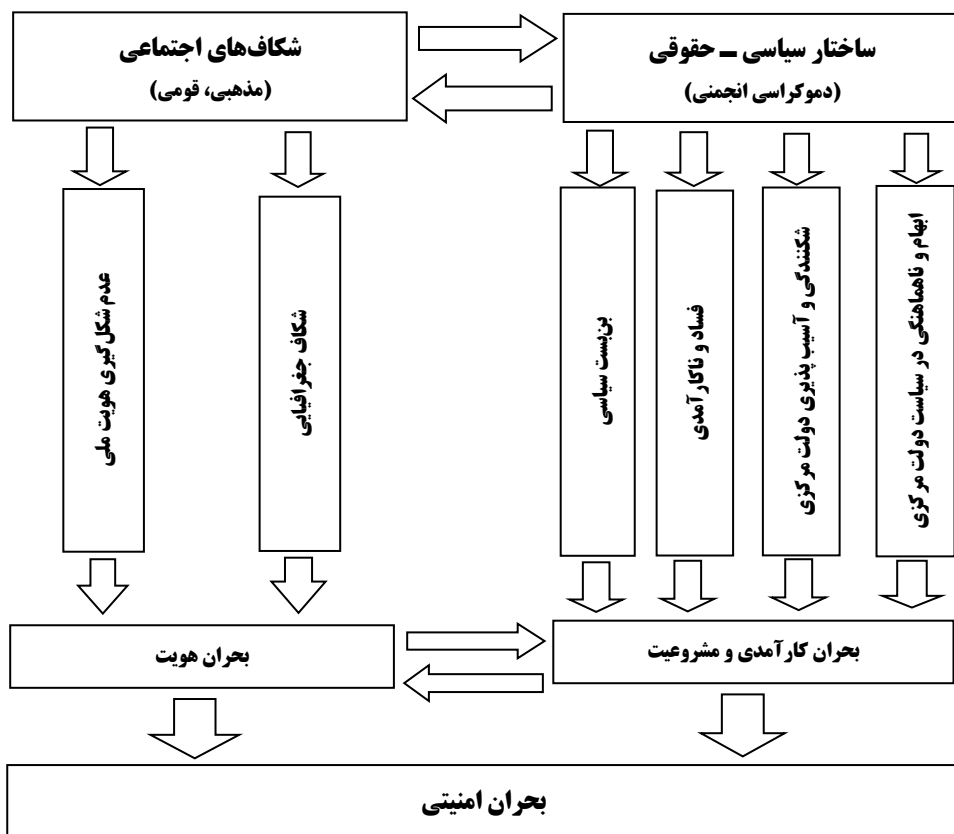 ساختار سیاسی ـ حقوقی
(دموکراسی انجمنی)
شکاف‌های اجتماعی
(مذهبی، قومی)
ابهام و ناهماهنگی در سیاست دولت مرکزی
شکنندگی و آسیب پذیری دولت مرکزی
فساد و ناکارآمدی
بن‌بست سیاسی
شکاف جغرافیایی
عدم شکل‌گیری هویت ملی
بحران کارآمدی و مشروعیت
بحران هویت
بحران امنیتی